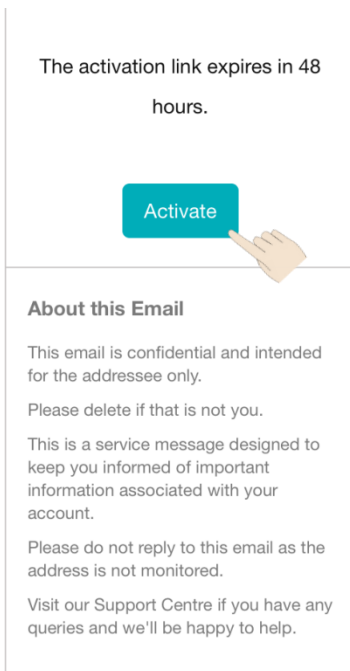 The activation link expires in 48
hours.
Activate
About this Email
This email is confidential and intended
for the addressee only.
Please delete if that is not you.
This is a service message designed to
keep you informed of important
information associated with your
account.
Please do not reply to this email as the
address is not monitored.
Visit our Support Centre if you have any
queries and we'll be happy to help.